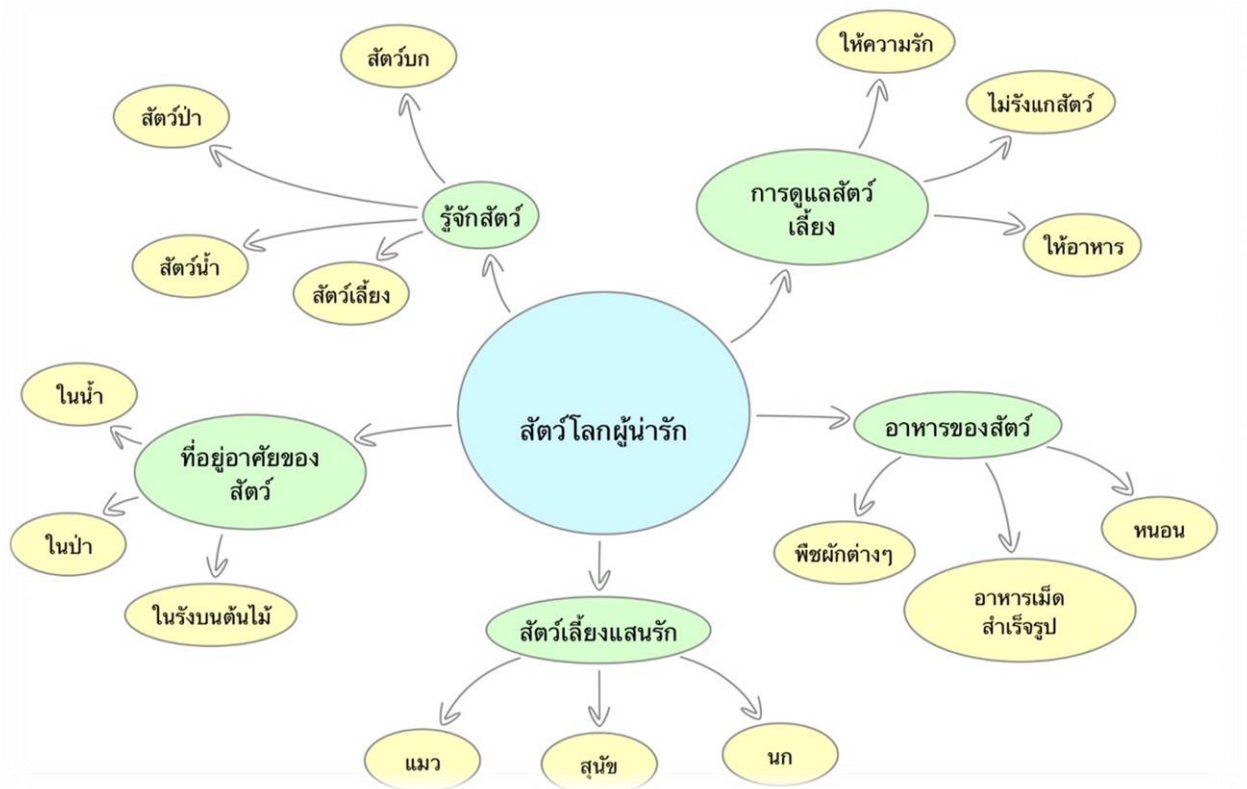 ให้ความรัก
สัตว์บก
ไม่รังแกสัตว์
สัตว์ป่า
การดูแลสัตว์
เลี้ยง
รู้จักสัตว์
ให้อาหาร
สัตว์น้ำ
สัตว์เลี้ยง
ในน้ำ
สัตว์โลกผู้น่ารัก
อาหารของสัตว์
ที่อยู่อาศัยของ
สัตว์
หนอน
ในป่า
พืชผักต่างๆ
อาหารเม็ด
สำเร็จรูป
ในรังบนต้นไม้
สัตว์เลี้ยงแสนรัก
แมว
สุนัข
นก